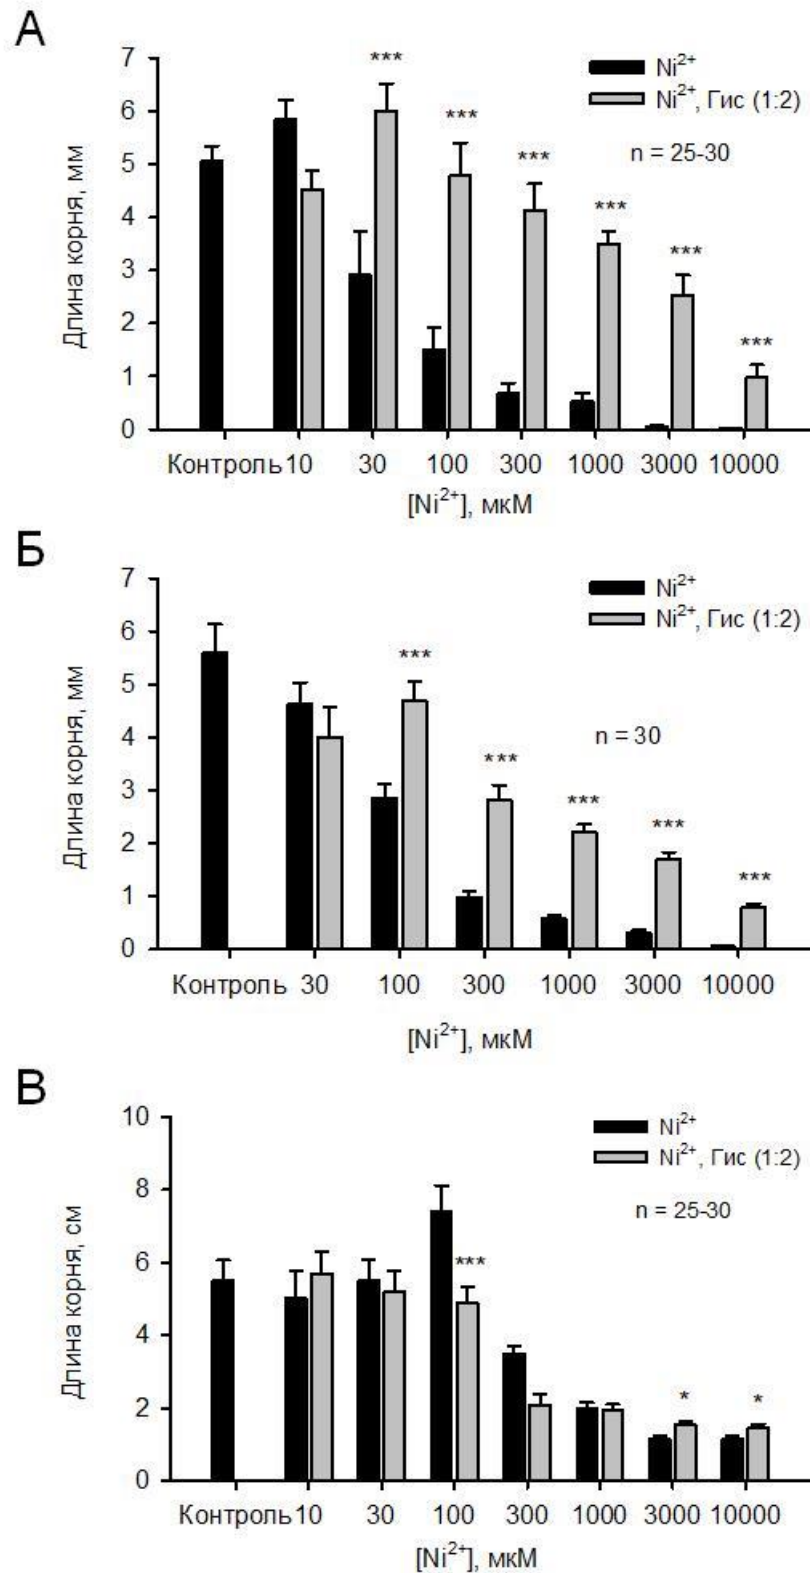 А
7
6
5
4
3
2
1
0
Длина корня, мм
Ni²⁺
Ni²⁺, Гис (1:2)
n = 25-30
***
***
***
***
***
***
Контроль 10 30 100 300 1000 3000 10000
[Ni²⁺], мкМ
Б
7
6
5
4
3
2
1
0
Длина корня, мм
Ni²⁺
Ni²⁺, Гис (1:2)
n = 30
***
***
***
***
***
Контроль 30 100 300 1000 3000 10000
[Ni²⁺], мкМ
В
10
8
6
4
2
0
Длина корня, см
Ni²⁺
Ni²⁺, Гис (1:2)
n = 25-30
***
*
*
Контроль 10 30 100 300 1000 3000 10000
[Ni²⁺], мкМ